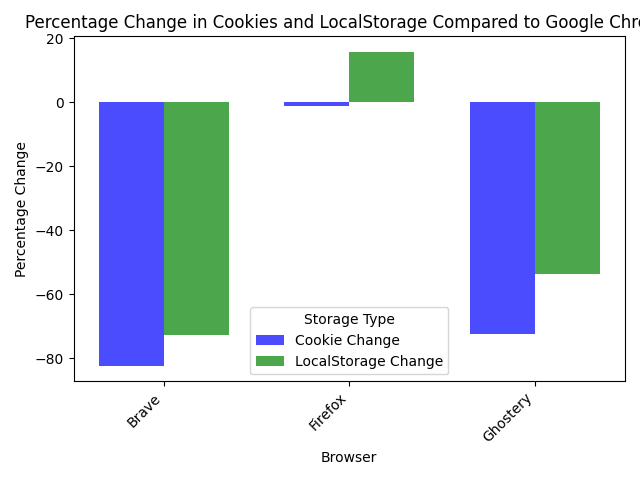 Percentage Change in Cookies and LocalStorage Compared to Google Chr
20
0
−20
−40
−60
−80
Percentage Change
Storage Type
Cookie Change
LocalStorage Change
Brave
Firefox
Ghostery
Browser